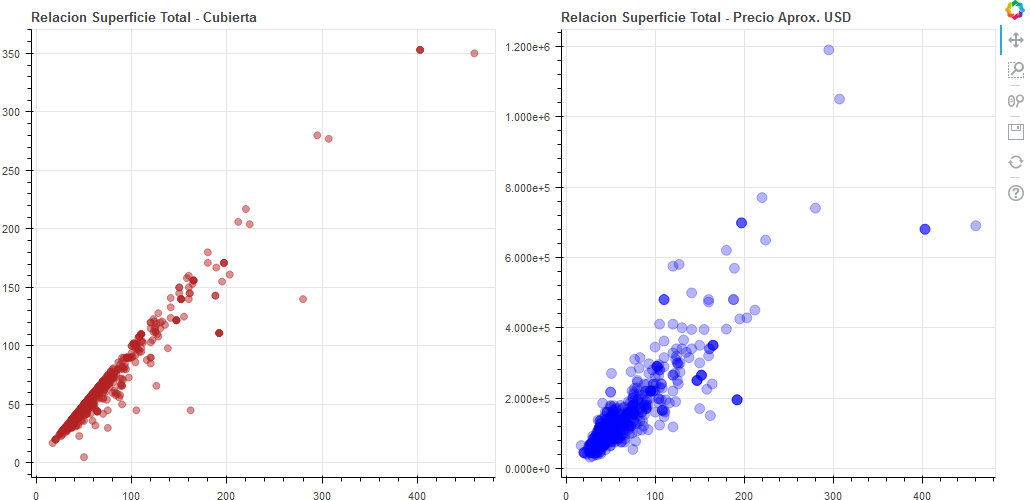 Relacion Superficie Total - Cubierta
350
300
250
200
150
100
50
0
0
100
200
300
400
Relacion Superficie Total - Precio Aprox. USD
1.200e+6
1.000e+6
8.000e+5
6.000e+5
4.000e+5
2.000e+5
0.000e+0
0
100
200
300
400